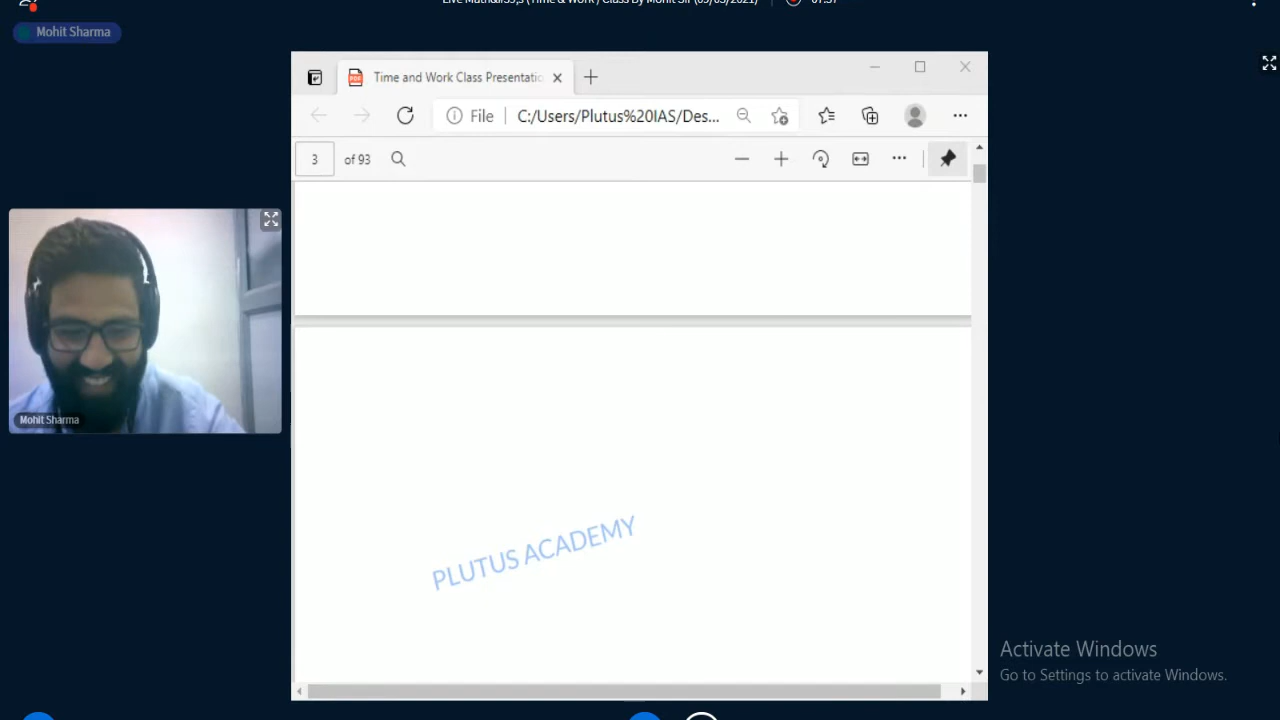 Mohit Sharma
Time and Work Class Presentatio
File
C:/Users/Plutus%20IAS/Des...
3
of 93
Mohit Sharma
PLUTUS ACADEMY
Activate Windows
Go to Settings to activate Windows.